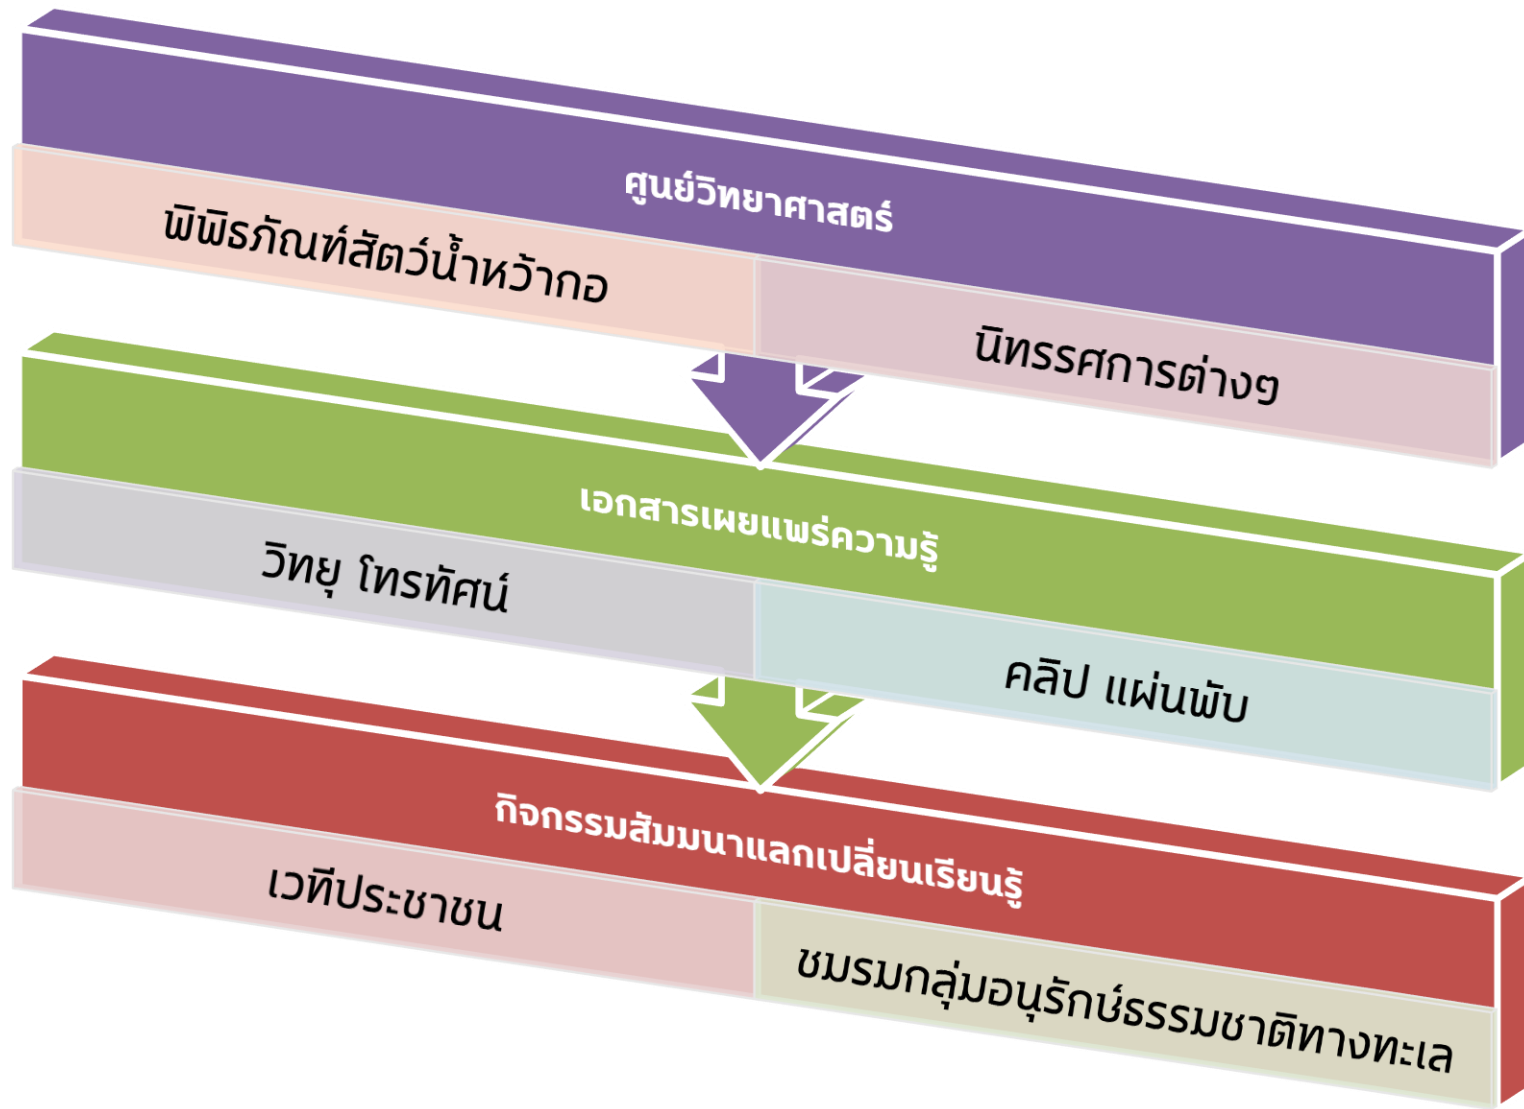 ศูนย์วิทยาศาสตร์
พิพิธภัณฑ์สัตว์น้ำหว้ากอ
นิทรรศการต่างๆ
เอกสารเผยแพร่ความรู้
วิทยุ โทรทัศน์
คลิป แผ่นพับ
กิจกรรมสัมมนาแลกเปลี่ยนเรียนรู้
เวทีประชาชน
ชมรมกลุ่มอนุรักษ์ธรรมชาติทางทะเล